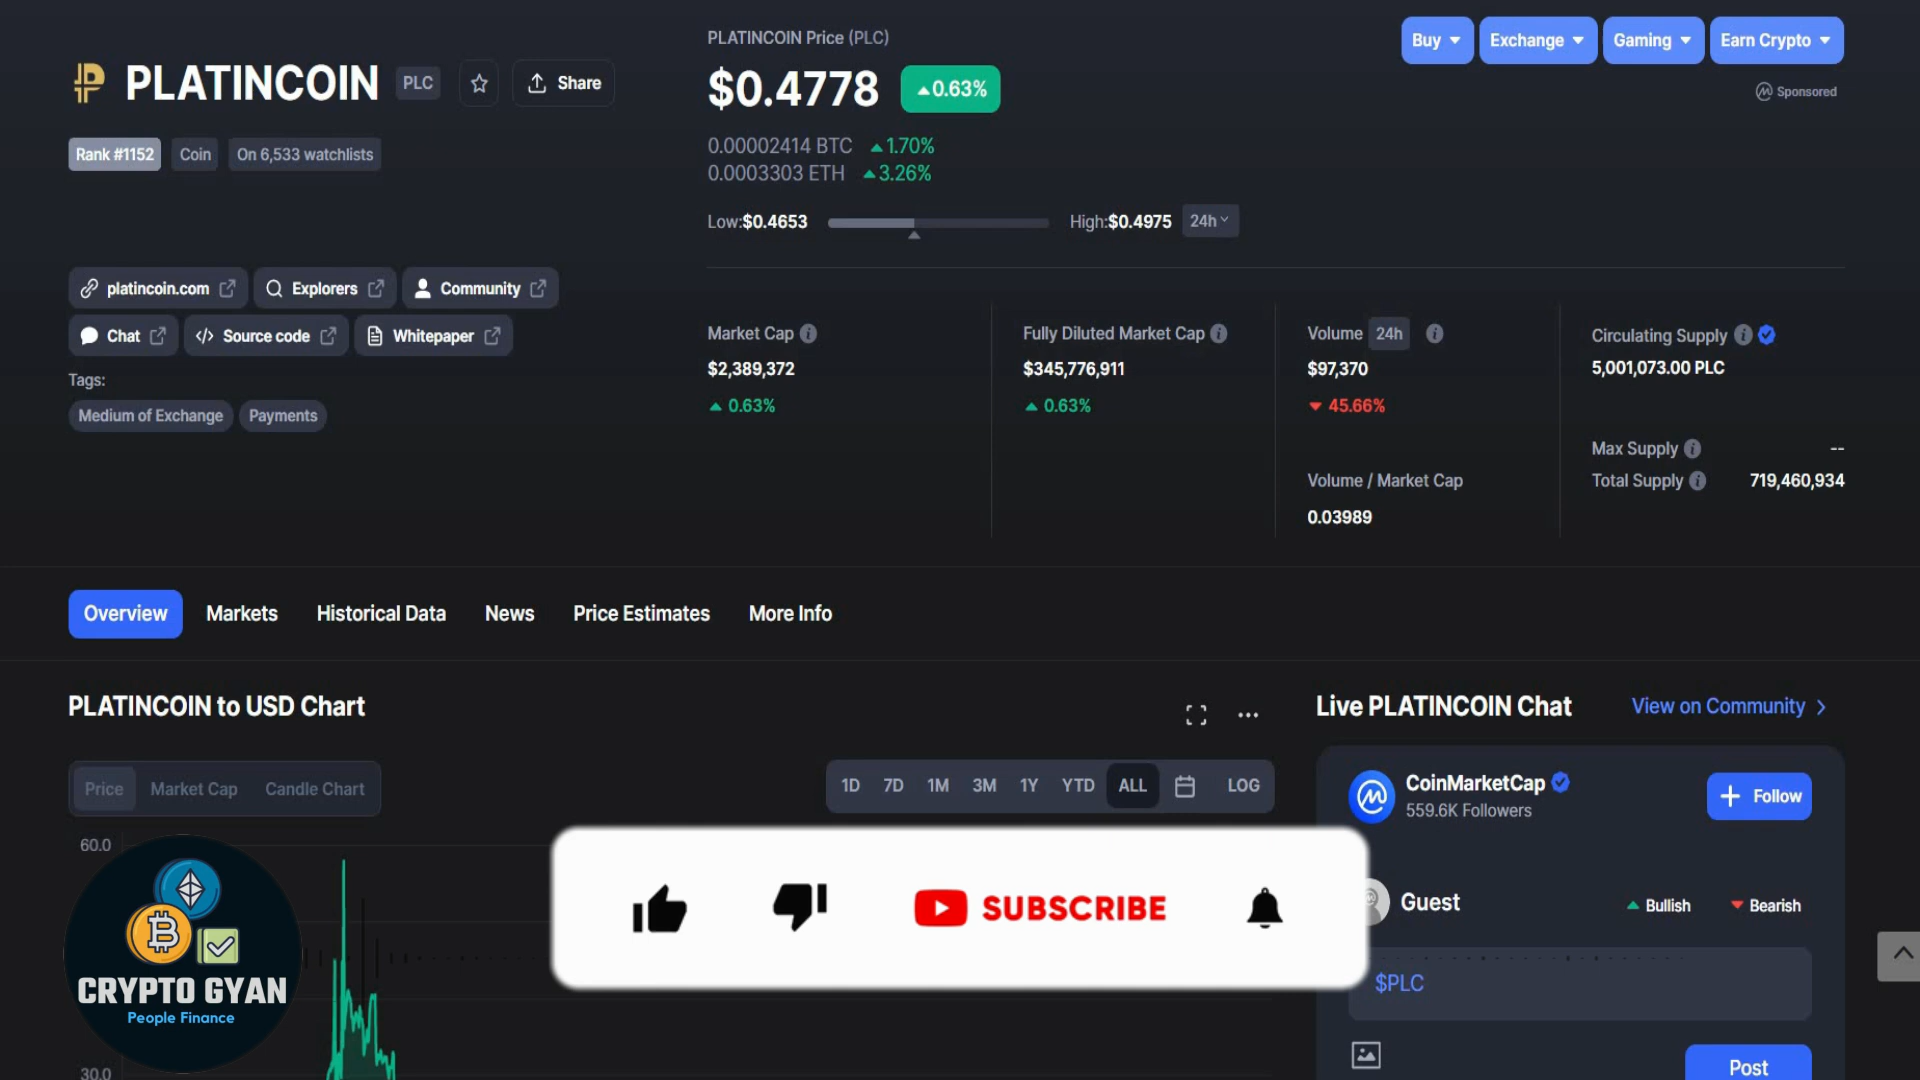 PLATINCOIN PLC Share
Rank #1152 Coin On 6,533 watchlists
platincoin.com Explorers Community
Chat Source code Whitepaper
Tags:
Medium of Exchange Payments
PLATINCOIN Price (PLC)
$0.4778 0.63%
0.00002414 BTC 1.70%
0.0003303 ETH 3.26%
Low:$0.4653 High:$0.4975 24h
Buy Exchange Gaming Earn Crypto
Sponsored
Market Cap
$2,389,372
0.63%
Fully Diluted Market Cap
$345,776,911
0.63%
Volume 24h
$97,370
45.66%
Volume / Market Cap
0.03989
Circulating Supply
5,001,073.00 PLC
Max Supply --
Total Supply 719,460,934
Overview Markets Historical Data News Price Estimates More Info
PLATINCOIN to USD Chart
Price Market Cap Candle Chart
1D 7D 1M 3M 1Y YTD ALL LOG
60.0
30.0
CRYPTO GYAN
People Finance
SUBSCRIBE
Live PLATINCOIN Chat View on Community
CoinMarketCap
559.6K Followers
Follow
Guest Bullish Bearish
$PLC
Post